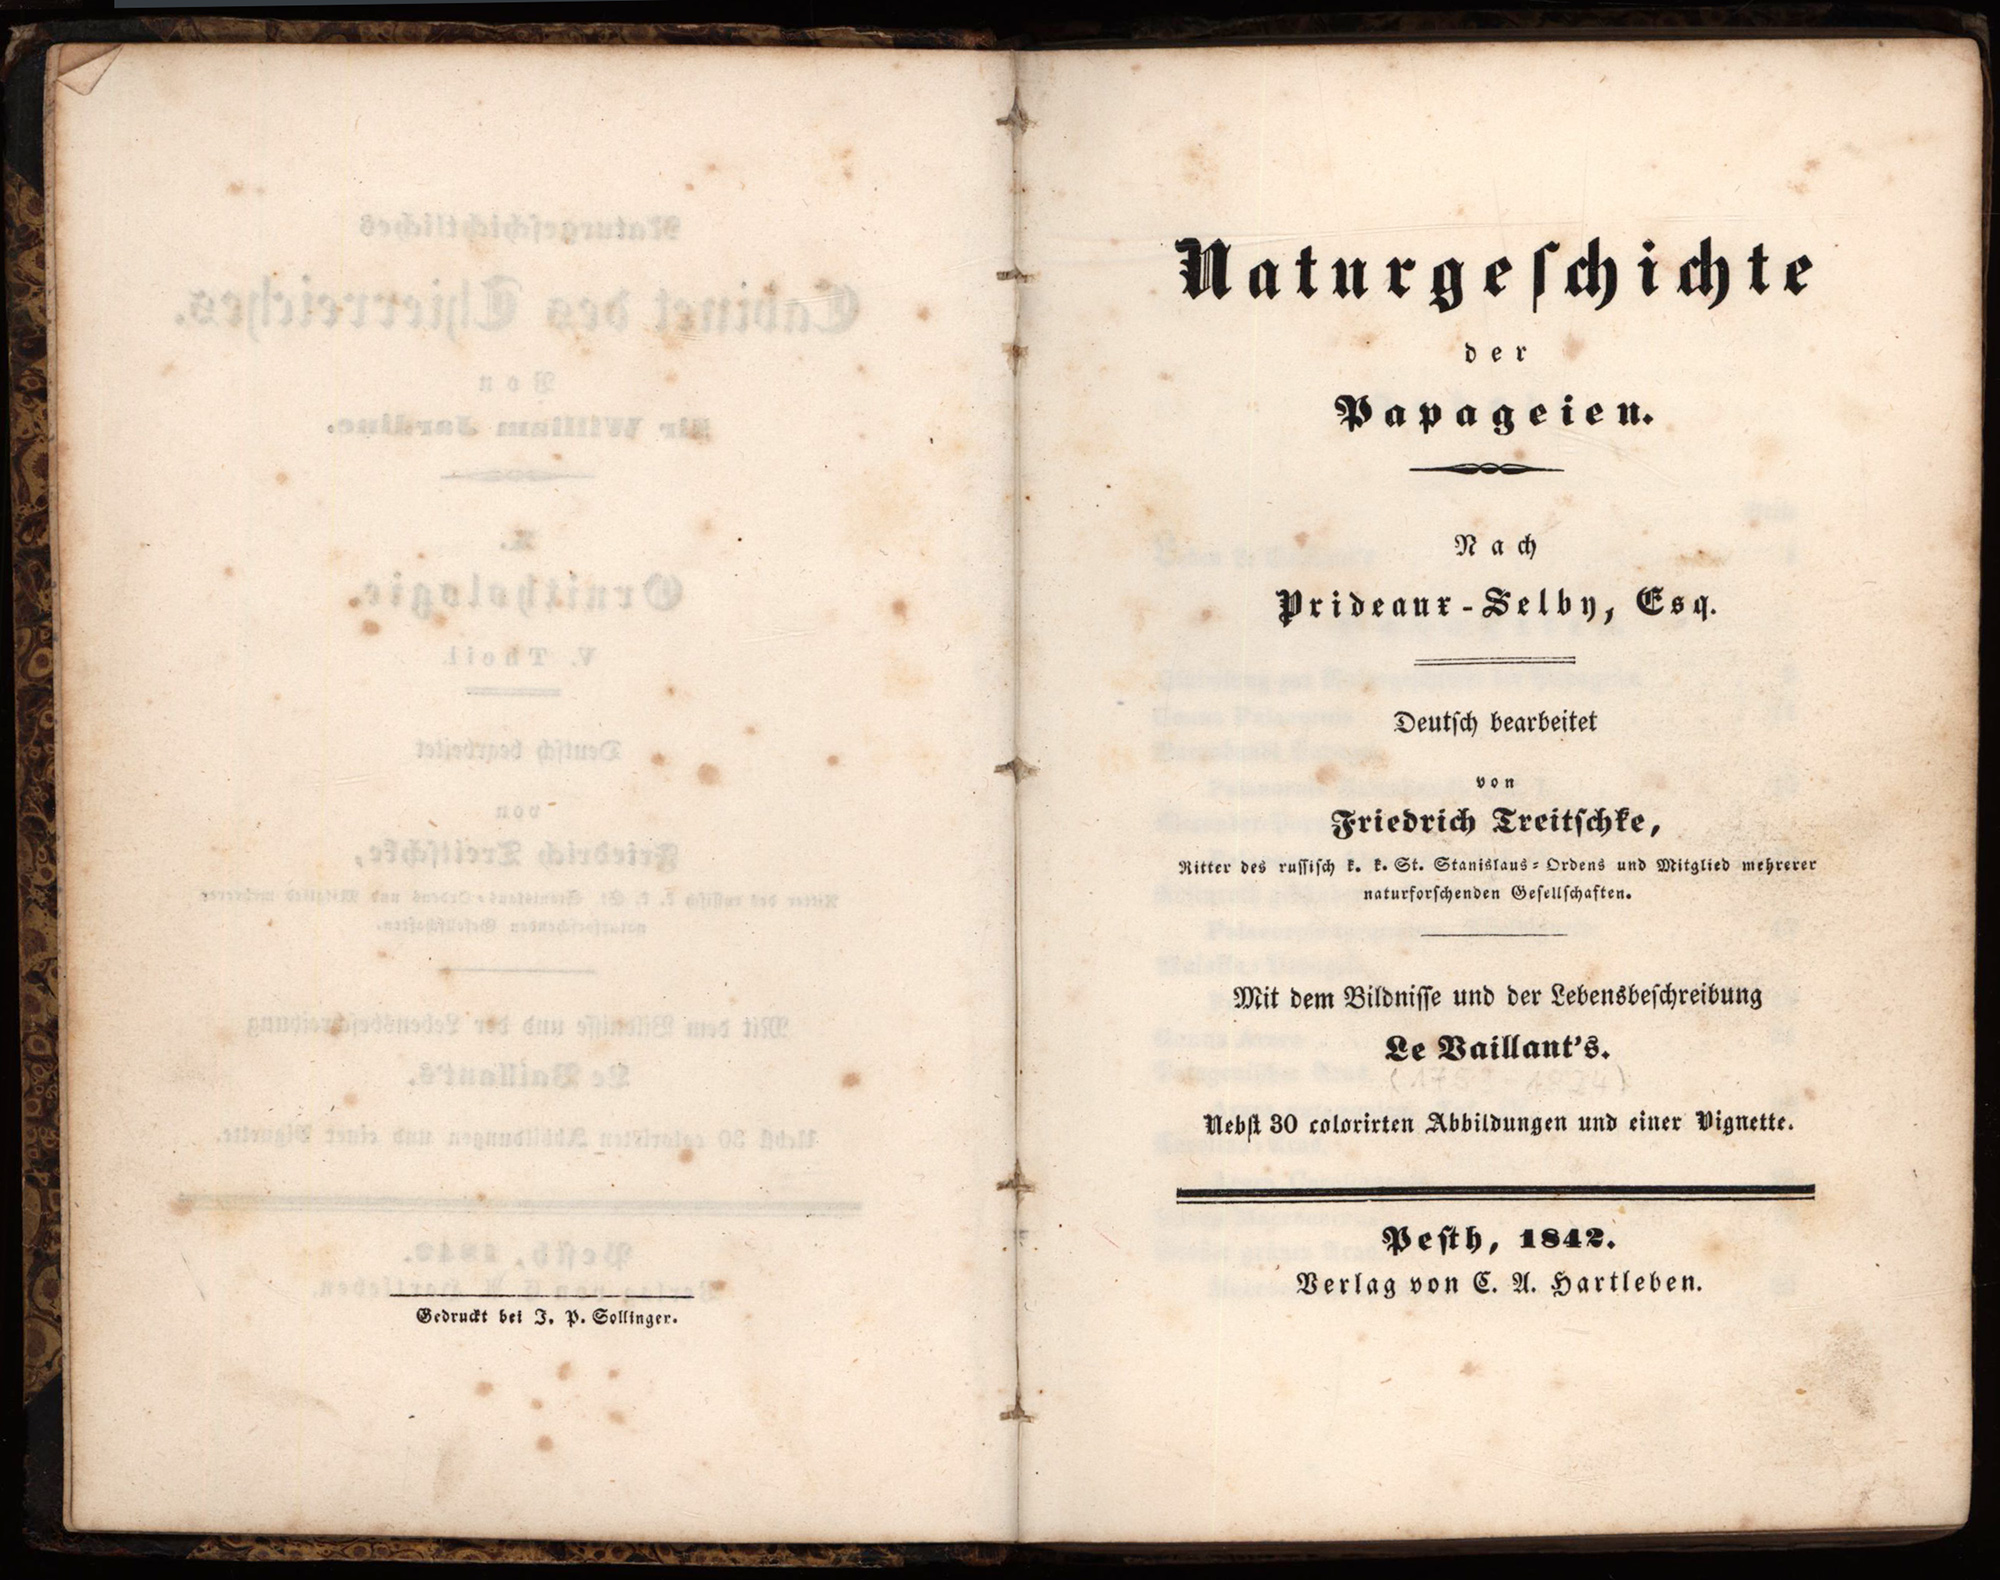 Gedruckt bei J. P. Sollinger.
Naturgeſchichte
der
Papageien.
Nach
Prideaux-Selby, Esq.
Deutſch bearbeitet
von
Friedrich Treitſchke,
Ritter des ruſſiſch k. k. St. Stanislaus-Ordens und Mitglied mehrerer
naturforſchenden Geſellſchaften.
Mit dem Bildniſſe und der Lebensbeſchreibung
Le Vaillant's.
(1753-1824)
Nebſt 30 colorirten Abbildungen und einer Vignette.
Peſth, 1842.
Verlag von C. A. Hartleben.